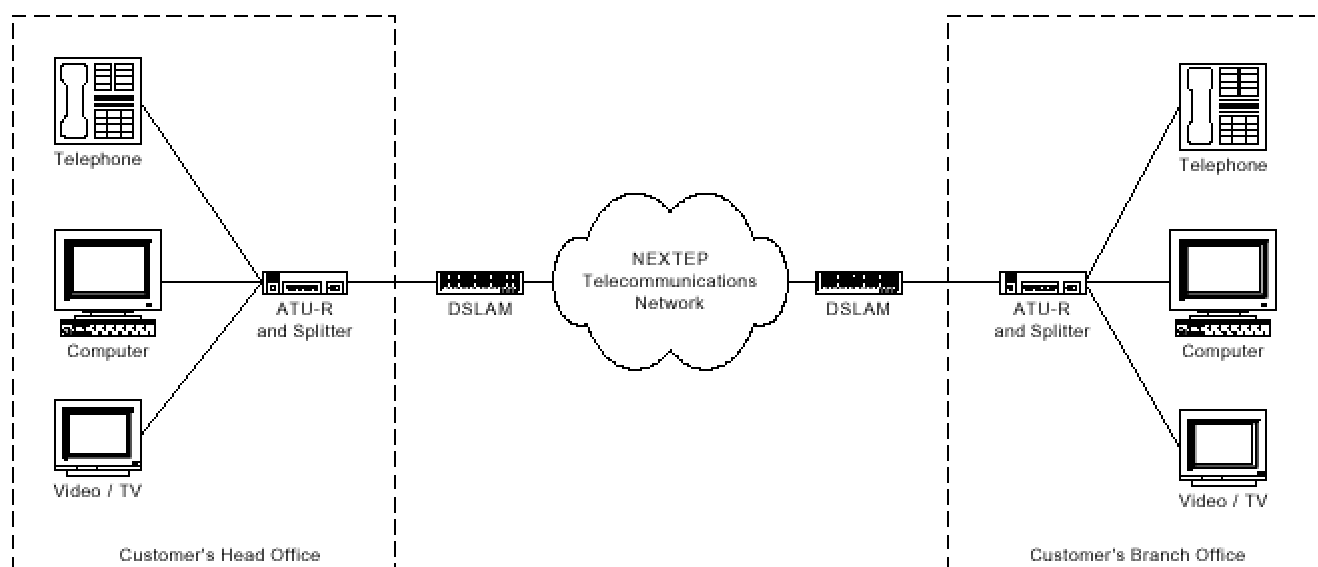 Telephone
Computer
Video / TV
ATU-R
and Splitter
Customer's Head Office
DSLAM
NEXTEP
Telecommunications
Network
DSLAM
ATU-R
and Splitter
Telephone
Computer
Video / TV
Customer's Branch Office